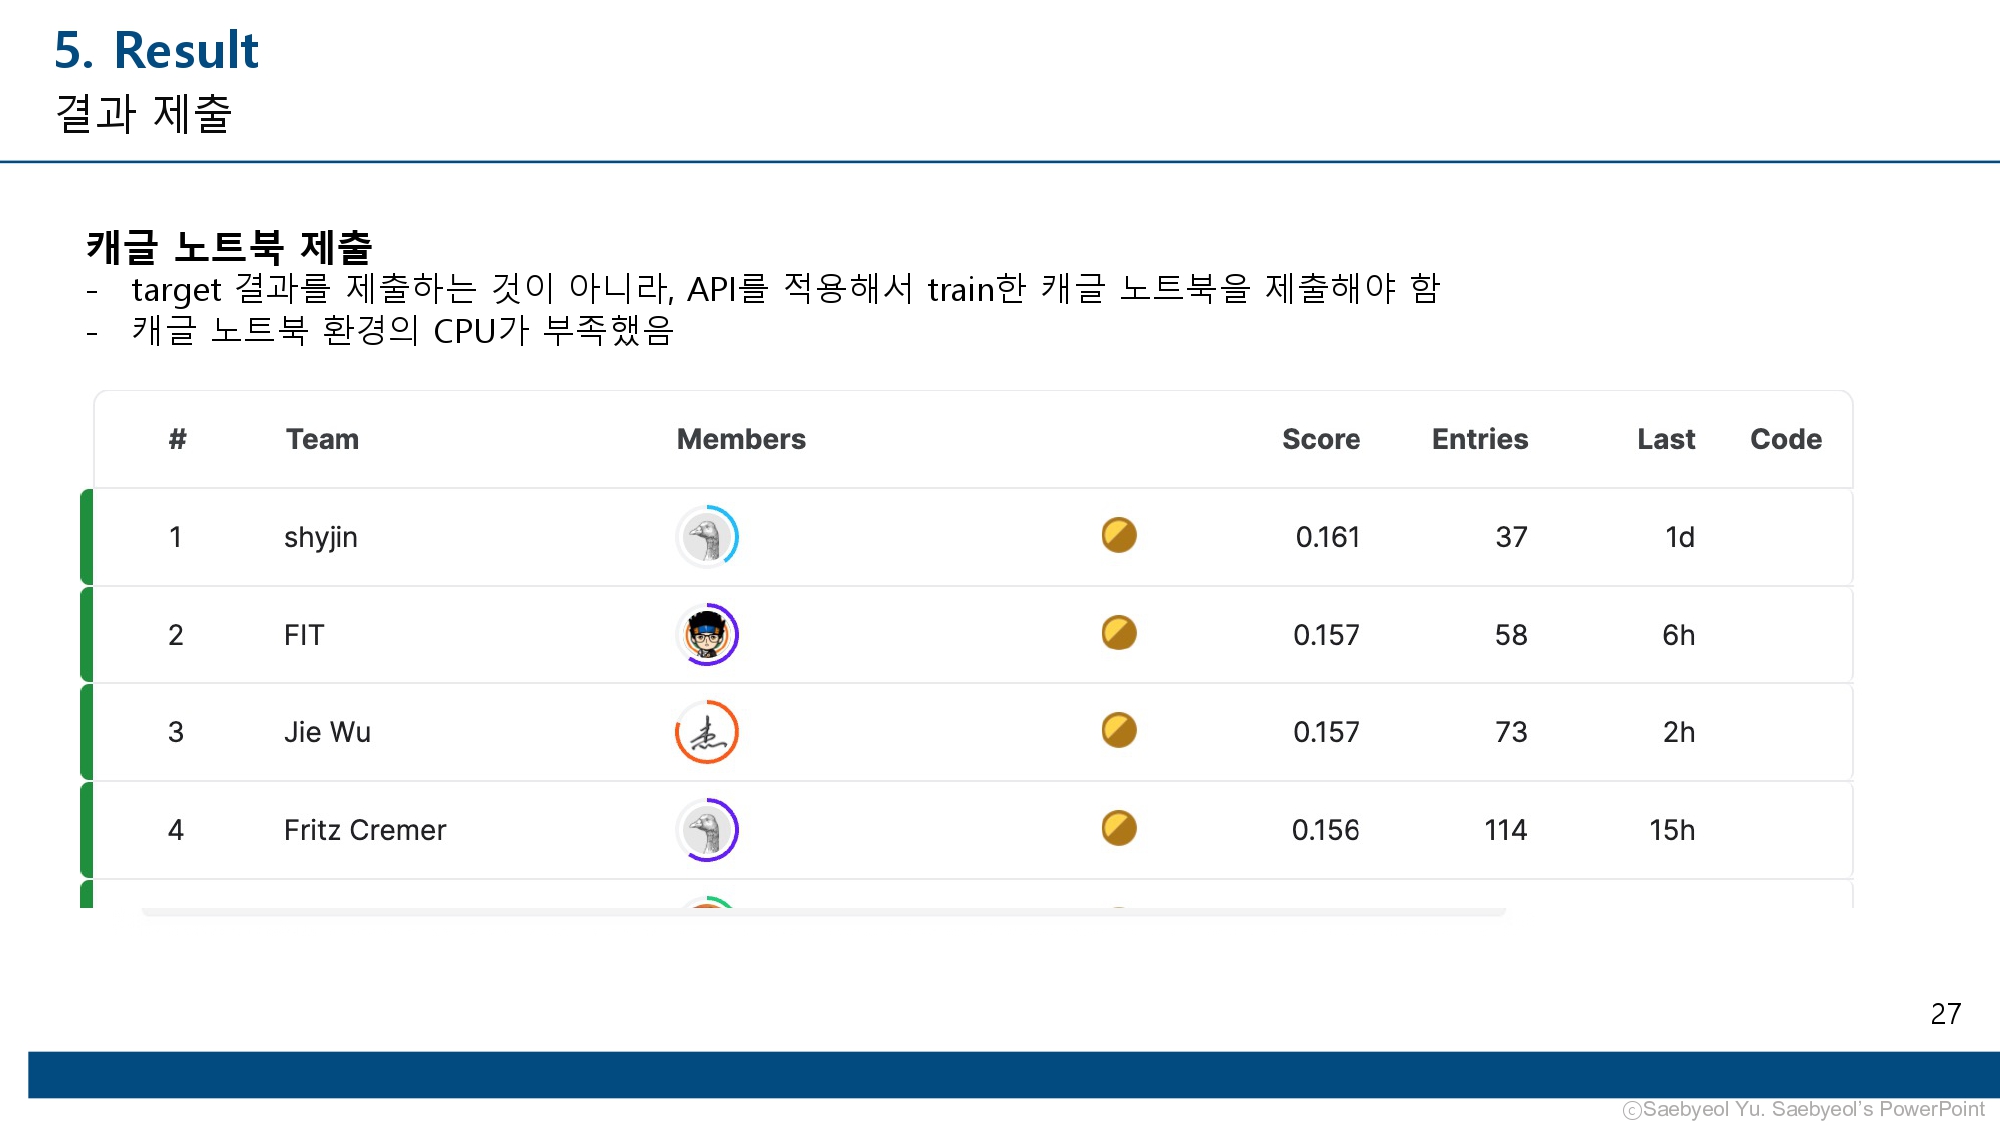 5. Result
결과 제출
캐글 노트북 제출
- target 결과를 제출하는 것이 아니라, API를 적용해서 train한 캐글 노트북을 제출해야 함
- 캐글 노트북 환경의 CPU가 부족했음
# Team Members Score Entries Last Code
1 shyjin 0.161 37 1d
2 FIT 0.157 58 6h
3 Jie Wu 0.157 73 2h
4 Fritz Cremer 0.156 114 15h
27
ⓒSaebyeol Yu. Saebyeol’s PowerPoint